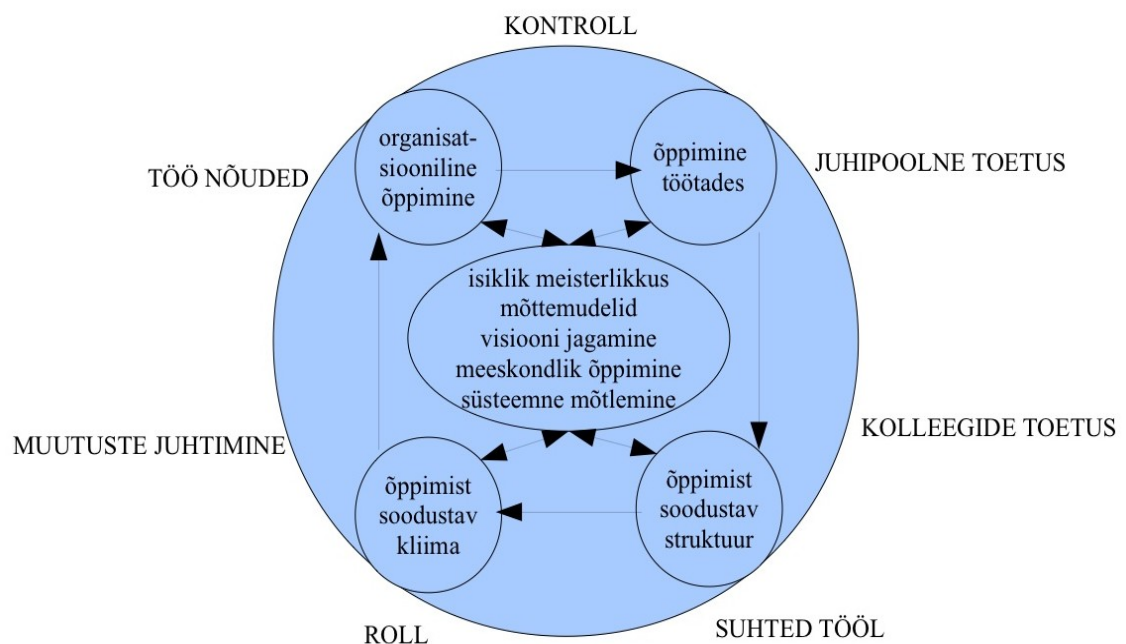 KONTROLL
organisat-
siooniline
õppimine
õppimine
töötades
TÖÖ NÕUDED
JUHIPOOLNE TOETUS
isiklik meisterlikkus
mõttemudelid
visiooni jagamine
meeskondlik õppimine
süsteemne mõtlemine
MUUTUSTE JUHTIMINE
KOLLEEGIDE TOETUS
õppimist
soodustav
kliima
õppimist
soodustav
struktuur
ROLL
SUHTED TÖÖL